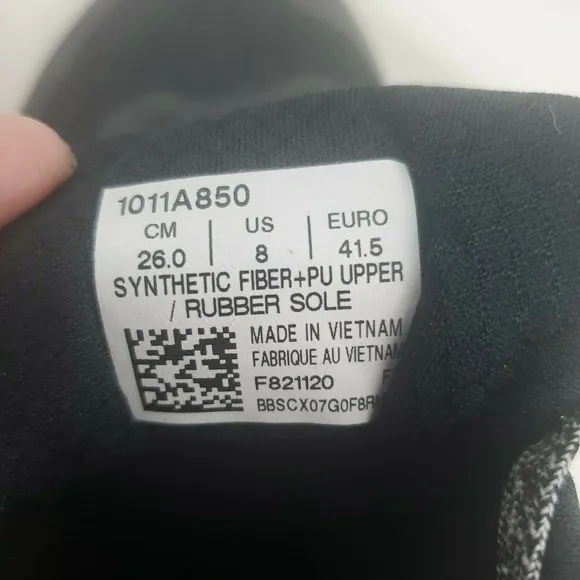 1011A850
CM | US | EURO
26.0 | 8 | 41.5
SYNTHETIC FIBER+PU UPPER
/ RUBBER SOLE
MADE IN VIETNAM
FABRIQUE AU VIETNAM
F821120